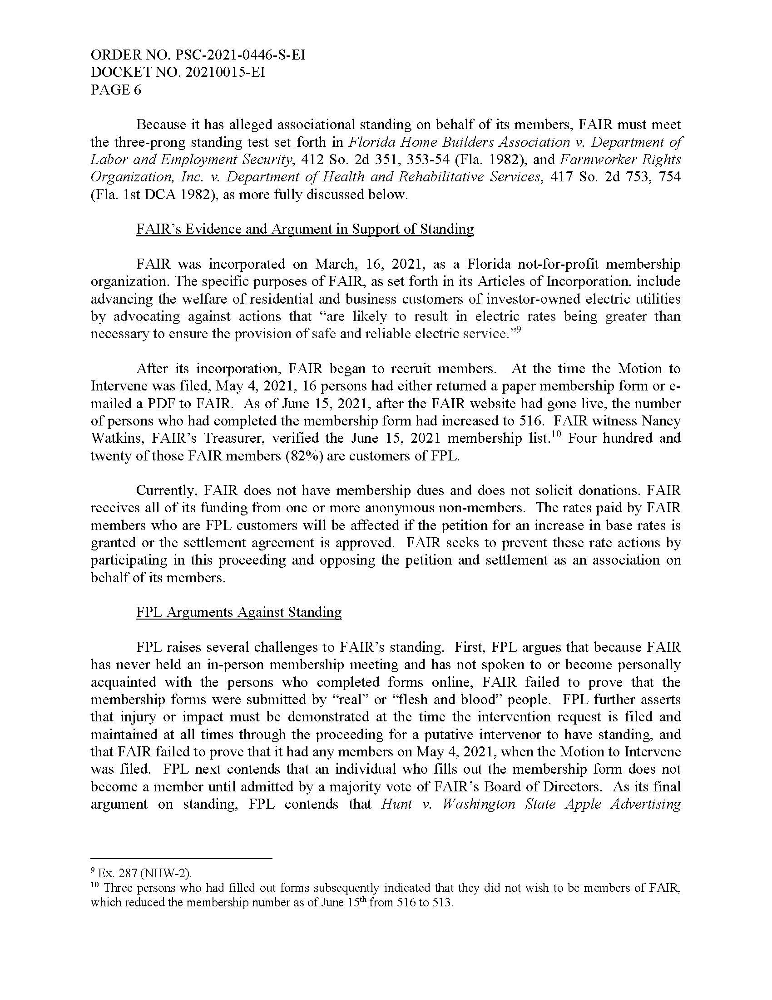 ORDER NO. PSC-2021-0446-S-EI
DOCKET NO. 20210015-EI
PAGE 6
Because it has alleged associational standing on behalf of its members, FAIR must meet
the three-prong standing test set forth in Florida Home Builders Association v. Department of
Labor and Employment Security, 412 So. 2d 351, 353-54 (Fla. 1982), and Farmworker Rights
Organization, Inc. v. Department of Health and Rehabilitative Services, 417 So. 2d 753, 754
(Fla. 1st DCA 1982), as more fully discussed below.
FAIR’s Evidence and Argument in Support of Standing
FAIR was incorporated on March, 16, 2021, as a Florida not-for-profit membership
organization. The specific purposes of FAIR, as set forth in its Articles of Incorporation, include
advancing the welfare of residential and business customers of investor-owned electric utilities
by advocating against actions that “are likely to result in electric rates being greater than
necessary to ensure the provision of safe and reliable electric service.”9
After its incorporation, FAIR began to recruit members. At the time the Motion to
Intervene was filed, May 4, 2021, 16 persons had either returned a paper membership form or e-
mailed a PDF to FAIR. As of June 15, 2021, after the FAIR website had gone live, the number
of persons who had completed the membership form had increased to 516. FAIR witness Nancy
Watkins, FAIR’s Treasurer, verified the June 15, 2021 membership list.10 Four hundred and
twenty of those FAIR members (82%) are customers of FPL.
Currently, FAIR does not have membership dues and does not solicit donations. FAIR
receives all of its funding from one or more anonymous non-members. The rates paid by FAIR
members who are FPL customers will be affected if the petition for an increase in base rates is
granted or the settlement agreement is approved. FAIR seeks to prevent these rate actions by
participating in this proceeding and opposing the petition and settlement as an association on
behalf of its members.
FPL Arguments Against Standing
FPL raises several challenges to FAIR’s standing. First, FPL argues that because FAIR
has never held an in-person membership meeting and has not spoken to or become personally
acquainted with the persons who completed forms online, FAIR failed to prove that the
membership forms were submitted by “real” or “flesh and blood” people. FPL further asserts
that injury or impact must be demonstrated at the time the intervention request is filed and
maintained at all times through the proceeding for a putative intervenor to have standing, and
that FAIR failed to prove that it had any members on May 4, 2021, when the Motion to Intervene
was filed. FPL next contends that an individual who fills out the membership form does not
become a member until admitted by a majority vote of FAIR’s Board of Directors. As its final
argument on standing, FPL contends that Hunt v. Washington State Apple Advertising
9 Ex. 287 (NHW-2).
10 Three persons who had filled out forms subsequently indicated that they did not wish to be members of FAIR,
which reduced the membership number as of June 15th from 516 to 513.